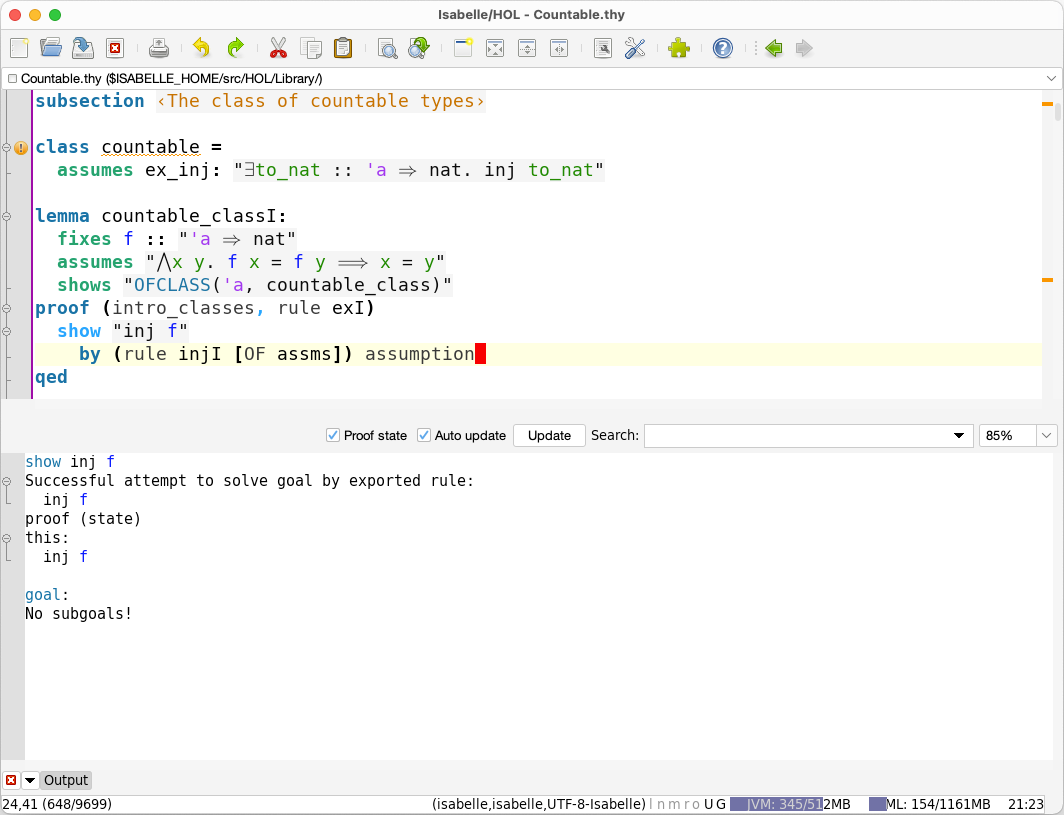 Isabelle/HOL - Countable.thy
Countable.thy ($ISABELLE_HOME/src/HOL/Library/)
subsection ‹The class of countable types›
class countable =
assumes ex_inj: "∃to_nat :: 'a ⇒ nat. inj to_nat"
lemma countable_classI:
fixes f :: "'a ⇒ nat"
assumes "⋀x y. f x = f y ⟹ x = y"
shows "OFCLASS('a, countable_class)"
proof (intro_classes, rule exI)
show "inj f"
by (rule injI [OF assms]) assumption
qed
Proof state Auto update Update Search: 85%
show inj f
Successful attempt to solve goal by exported rule:
inj f
proof (state)
this:
inj f
goal:
No subgoals!
Output
24,41 (648/9699) (isabelle,isabelle,UTF-8-Isabelle) l n m r o U G JVM: 345/512MB ML: 154/1161MB 21:23